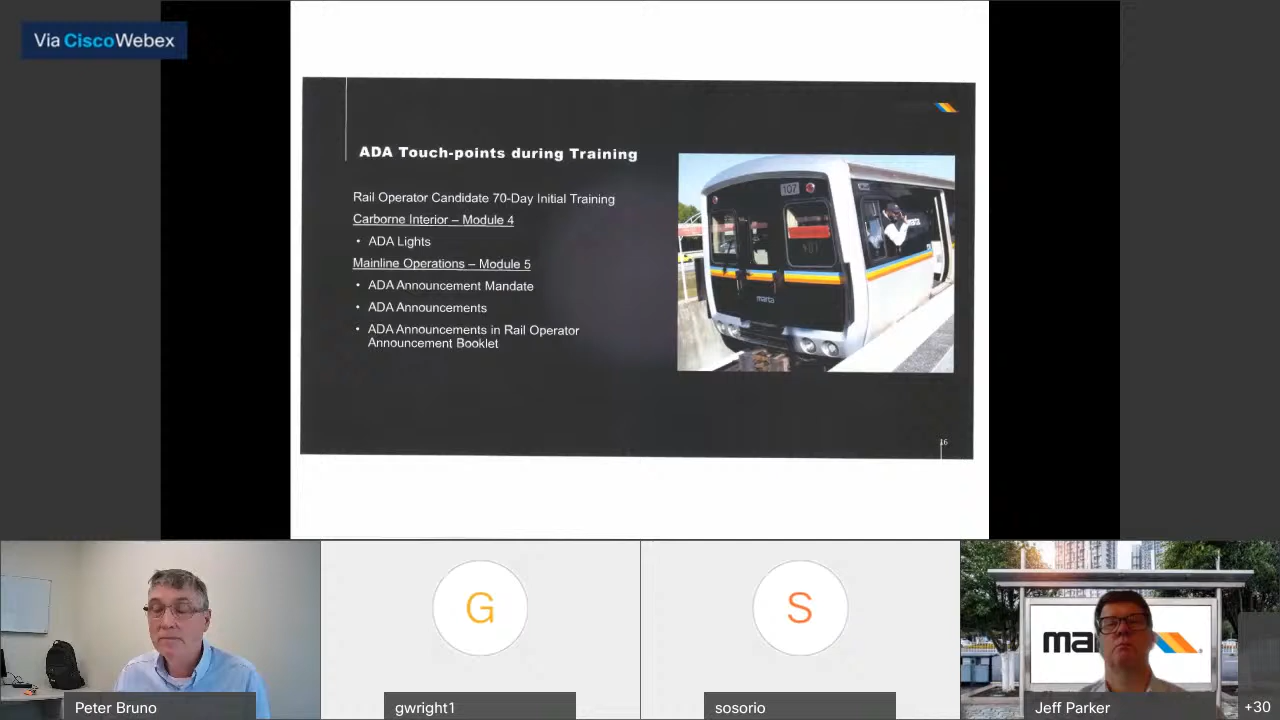 Via CiscoWebex
ADA Touch-points during Training
Rail Operator Candidate 70-Day Initial Training
Carborne Interior – Module 4
• ADA Lights
Mainline Operations – Module 5
• ADA Announcement Mandate
• ADA Announcements
• ADA Announcements in Rail Operator
Announcement Booklet
107
marta
16
G
S
ma
Peter Bruno
gwright1
sosorio
Jeff Parker
+30